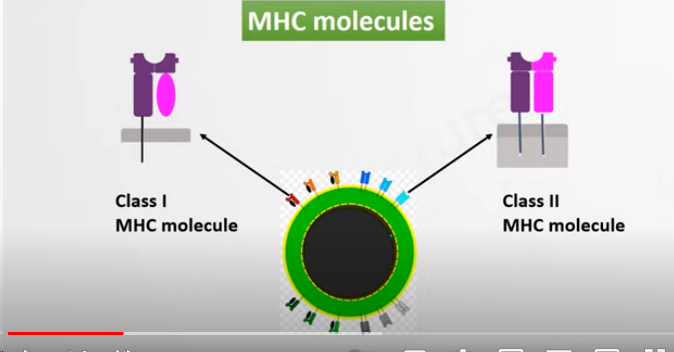 MHC molecules
Class I
MHC molecule
Class II
MHC molecule